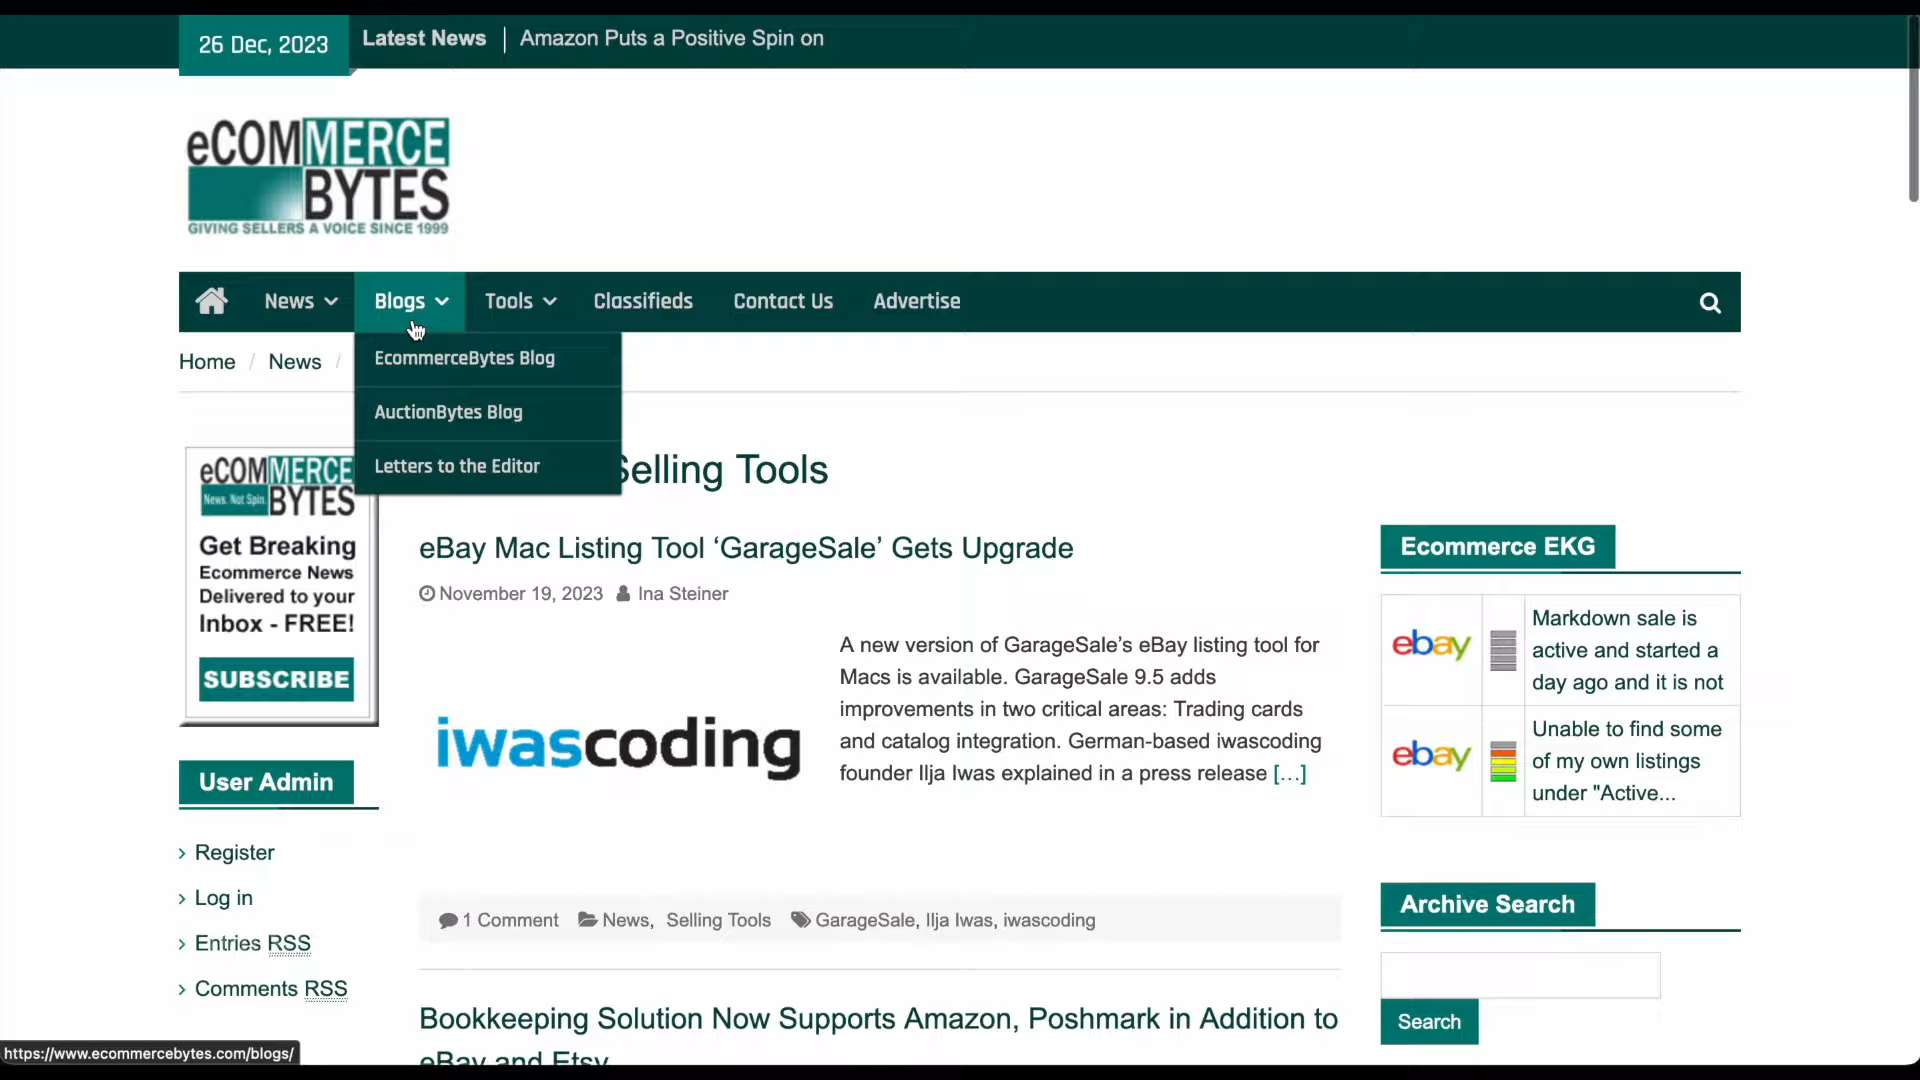 26 Dec, 2023
Latest News
Amazon Puts a Positive Spin on
eCOMMERCE
BYTES
GIVING SELLERS A VOICE SINCE 1999
News
Blogs
Tools
Classifieds
Contact Us
Advertise
Home / News /
EcommerceBytes Blog
AuctionBytes Blog
Letters to the Editor
Selling Tools
eCOMMERCE
News. Not Spin.
BYTES
Get Breaking
Ecommerce News
Delivered to your
Inbox - FREE!
SUBSCRIBE
User Admin
Register
Log in
Entries RSS
Comments RSS
eBay Mac Listing Tool ‘GarageSale’ Gets Upgrade
November 19, 2023 Ina Steiner
iwascoding
A new version of GarageSale’s eBay listing tool for
Macs is available. GarageSale 9.5 adds
improvements in two critical areas: Trading cards
and catalog integration. German-based iwascoding
founder Ilja Iwas explained in a press release [...]
1 Comment News, Selling Tools GarageSale, Ilja Iwas, iwascoding
Bookkeeping Solution Now Supports Amazon, Poshmark in Addition to
eBay and Etsy
Ecommerce EKG
ebay
Markdown sale is
active and started a
day ago and it is not
ebay
Unable to find some
of my own listings
under "Active...
Archive Search
Search
https://www.ecommercebytes.com/blogs/